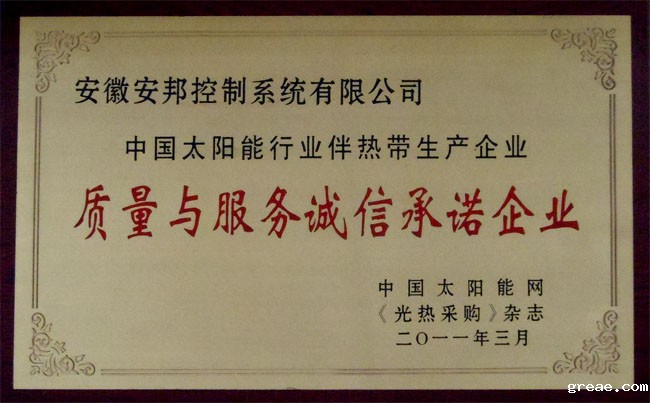 安徽安邦控制系统有限公司
中国太阳能行业伴热带生产企业
质量与服务诚信承诺企业
中国太阳能网
《光热采购》杂志
二〇一一年三月
greae.com